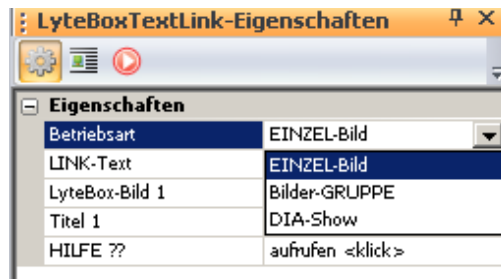 LyteBoxTextLink-Eigenschaften
Eigenschaften
Betriebsart EINZEL-Bild
LINK-Text EINZEL-Bild
LyteBox-Bild 1 Bilder-GRUPPE
Titel 1 DIA-Show
HILFE ?? aufrufen <klick>